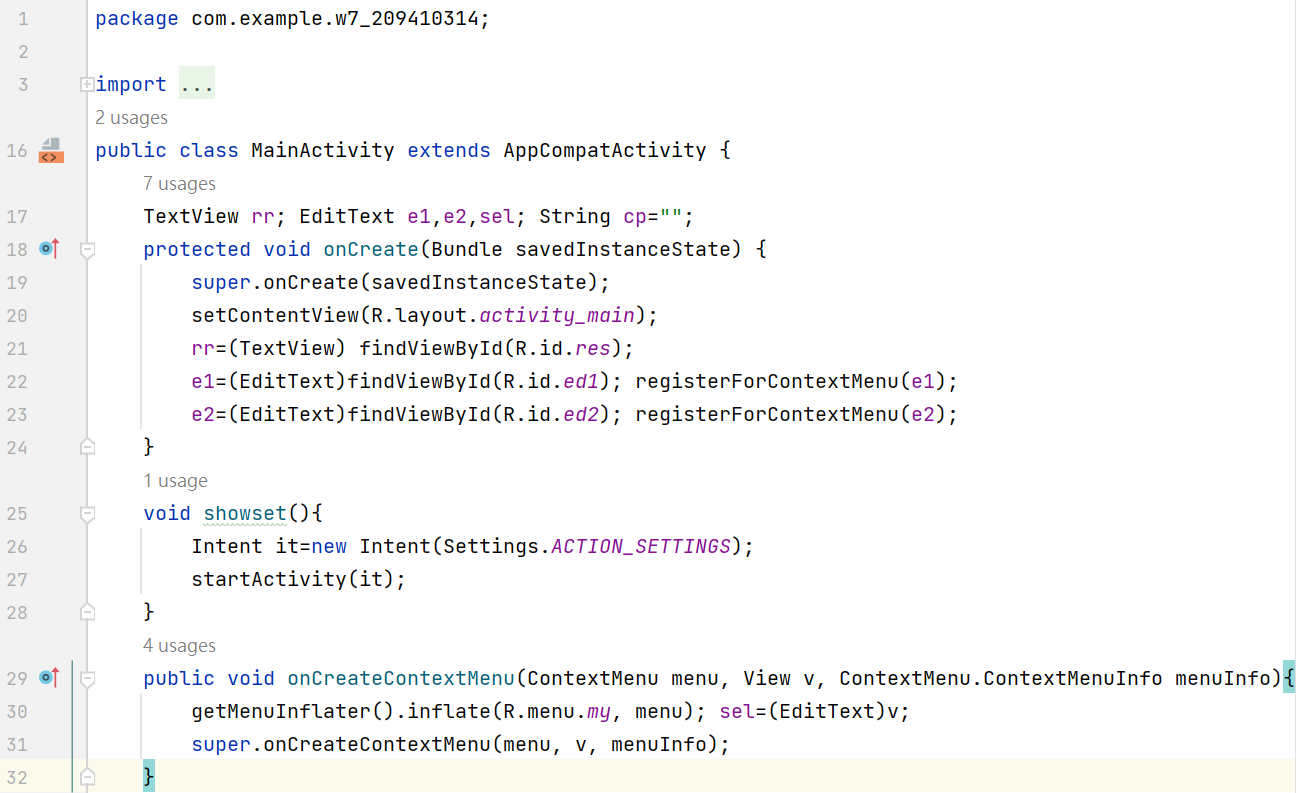 1 package com.example.w7_209410314;
2
3 import ...
2 usages
16 public class MainActivity extends AppCompatActivity {
7 usages
17 TextView rr; EditText e1,e2,sel; String cp="";
18 protected void onCreate(Bundle savedInstanceState) {
19 super.onCreate(savedInstanceState);
20 setContentView(R.layout.activity_main);
21 rr=(TextView) findViewById(R.id.res);
22 e1=(EditText)findViewById(R.id.ed1); registerForContextMenu(e1);
23 e2=(EditText)findViewById(R.id.ed2); registerForContextMenu(e2);
24 }
1 usage
25 void showset(){
26 Intent it=new Intent(Settings.ACTION_SETTINGS);
27 startActivity(it);
28 }
4 usages
29 public void onCreateContextMenu(ContextMenu menu, View v, ContextMenu.ContextMenuInfo menuInfo){
30 getMenuInflater().inflate(R.menu.my, menu); sel=(EditText)v;
31 super.onCreateContextMenu(menu, v, menuInfo);
32 }